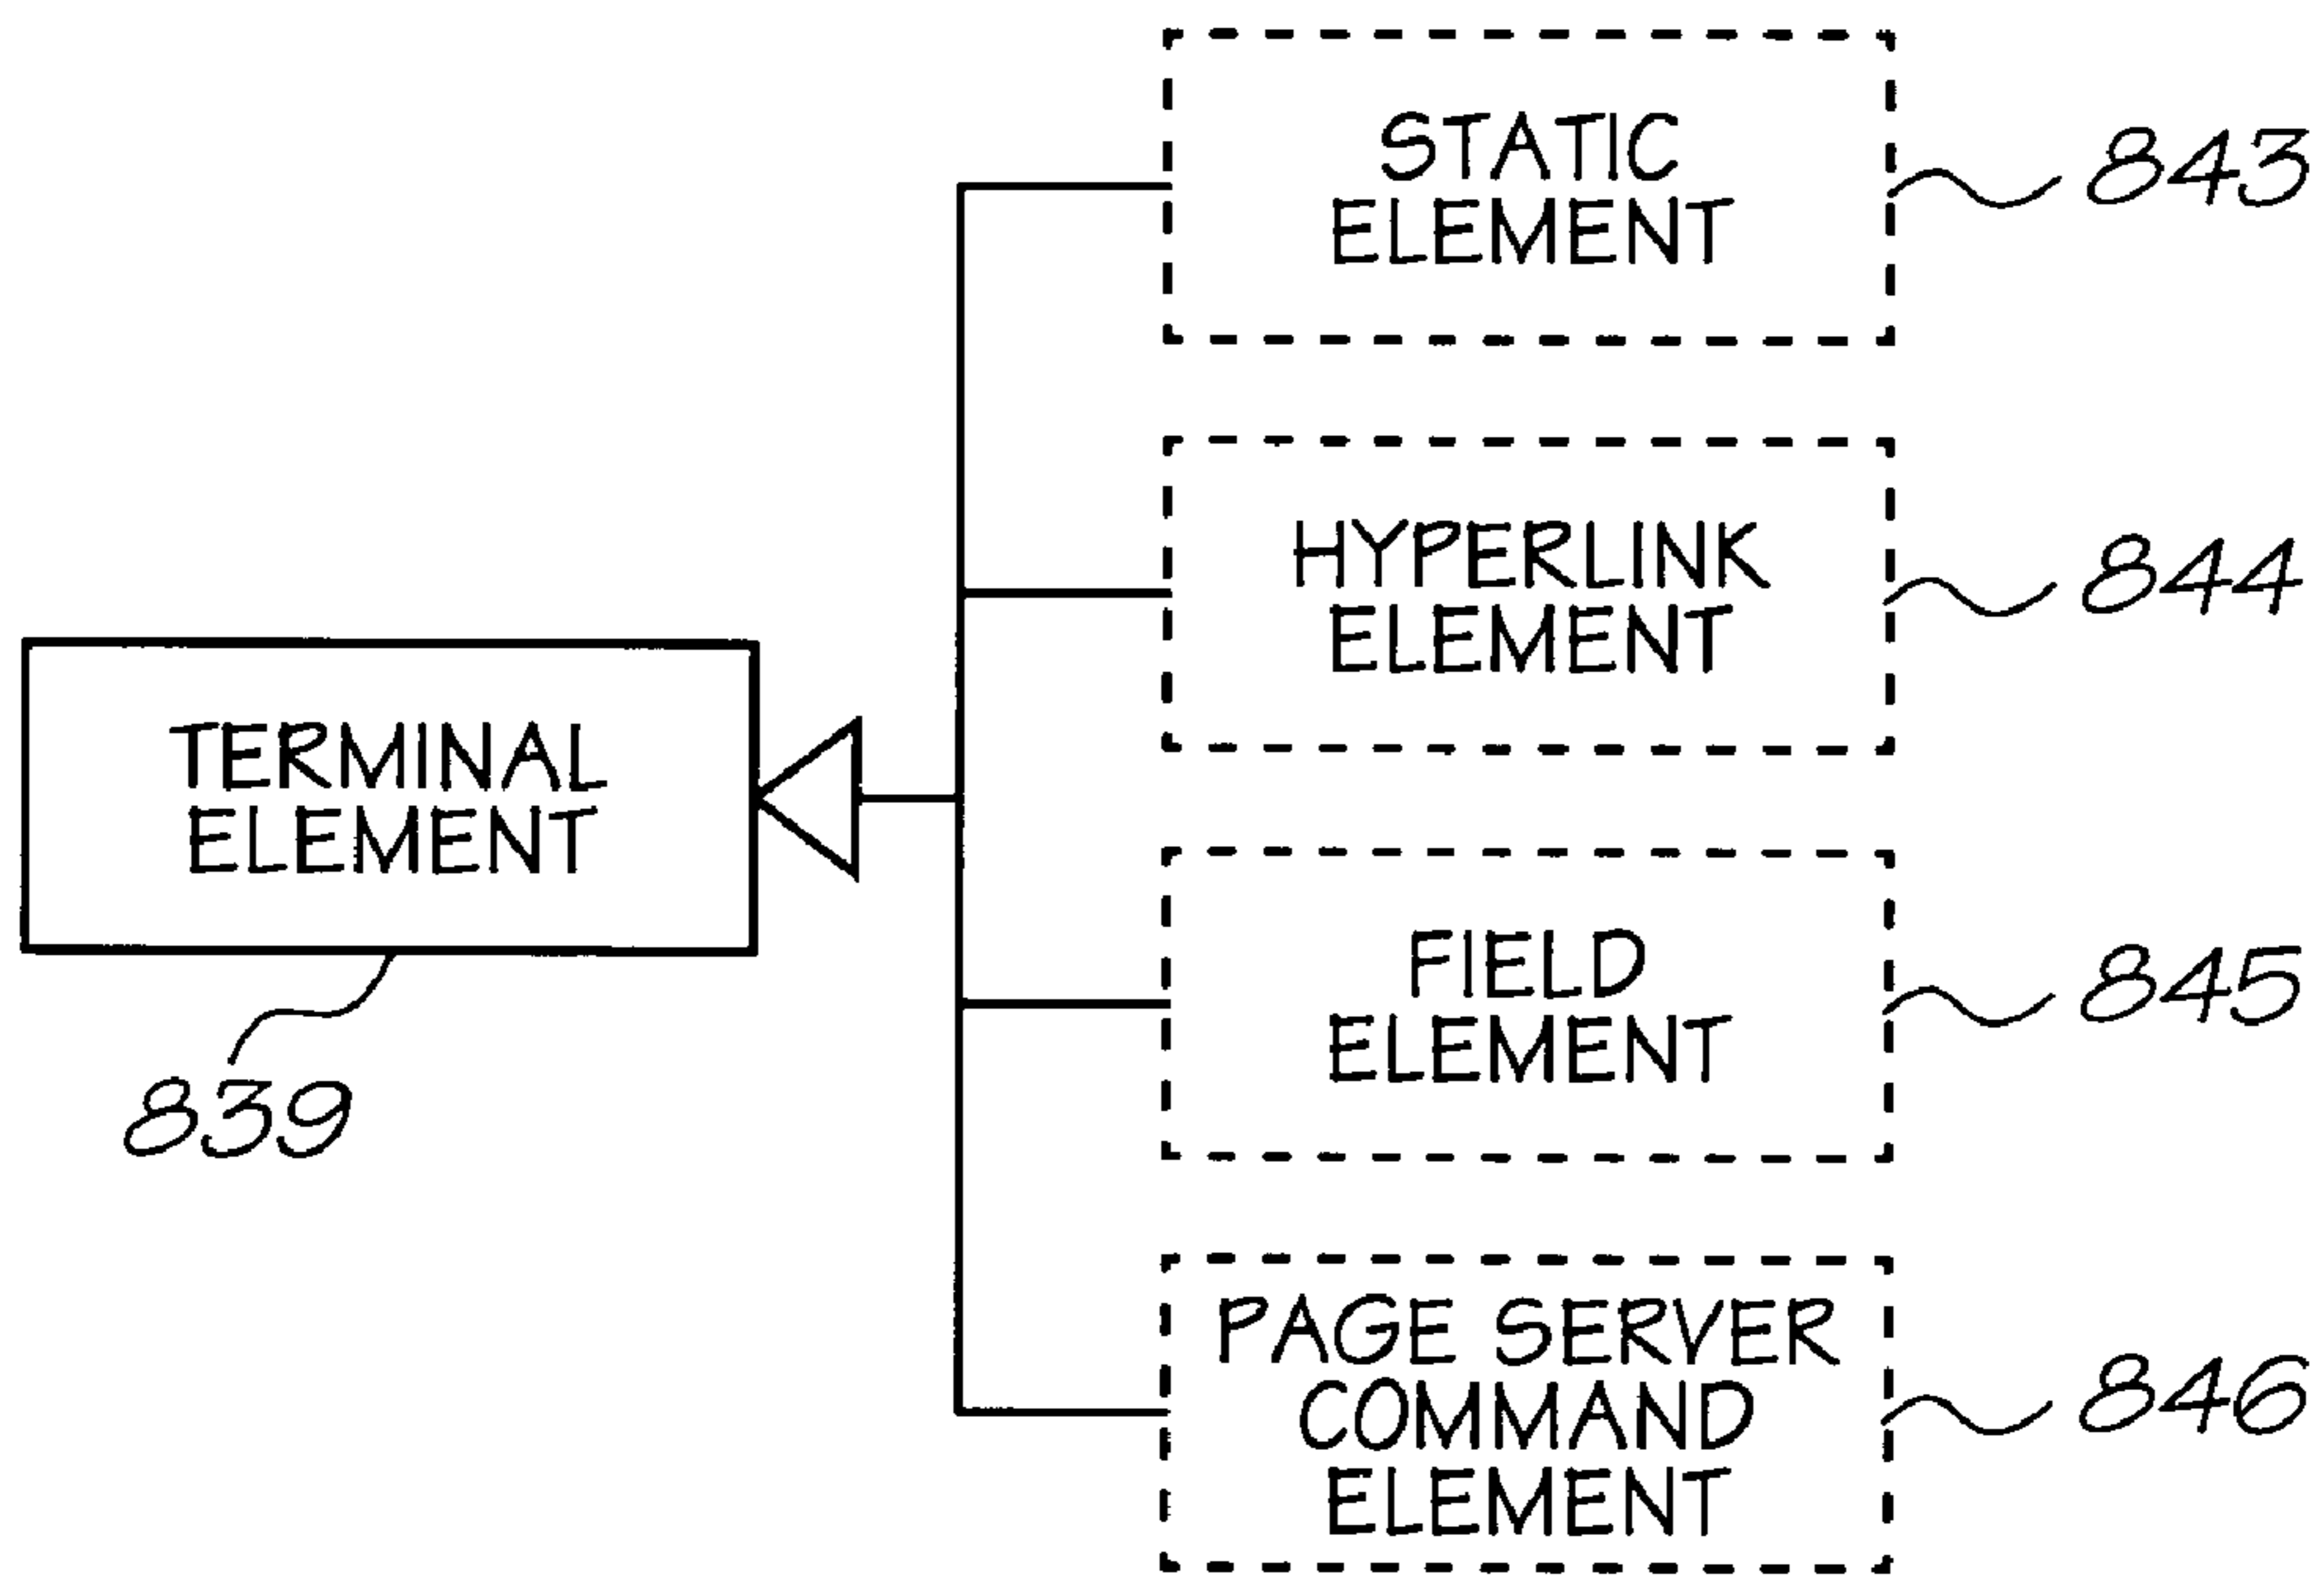 STATIC
ELEMENT
843
HYPERLINK
ELEMENT
844
TERMINAL
ELEMENT
839
FIELD
ELEMENT
845
PAGE SERVER
COMMAND
ELEMENT
846